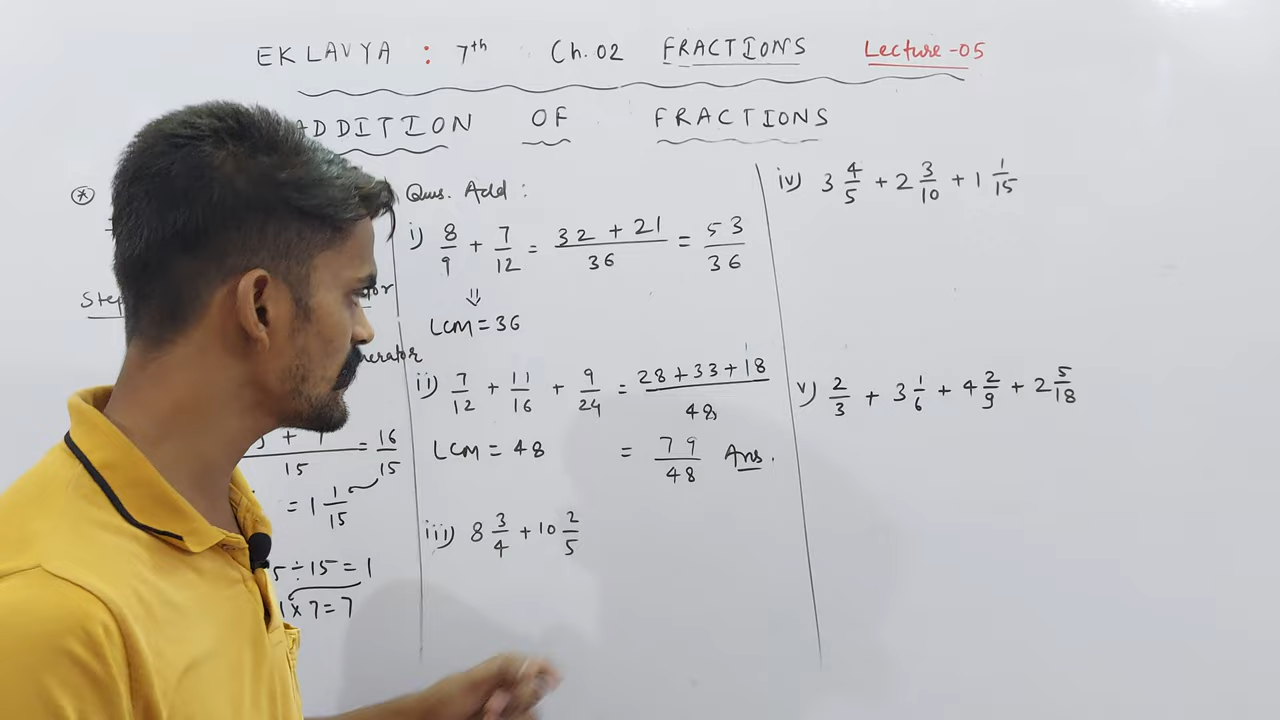 EKLAVYA : 7th Ch.02 FRACTIONS Lecture-05
ADDITION OF FRACTIONS
Ques. Add :
i) 8/9 + 7/12 = 32 + 21/36 = 53/36
⇓
LCM = 36
ii) 7/12 + 11/16 + 9/24 = 28 + 33 + 18/48
LCM = 48 = 79/48 Ans.
iii) 8 3/4 + 10 2/5
iv) 3 4/5 + 2 3/10 + 1 1/15
v) 2/3 + 3 1/6 + 4 2/9 + 2 5/18
Step
/15 = 16/15
= 1 1/15
÷ 15 = 1
1 x 7 = 7